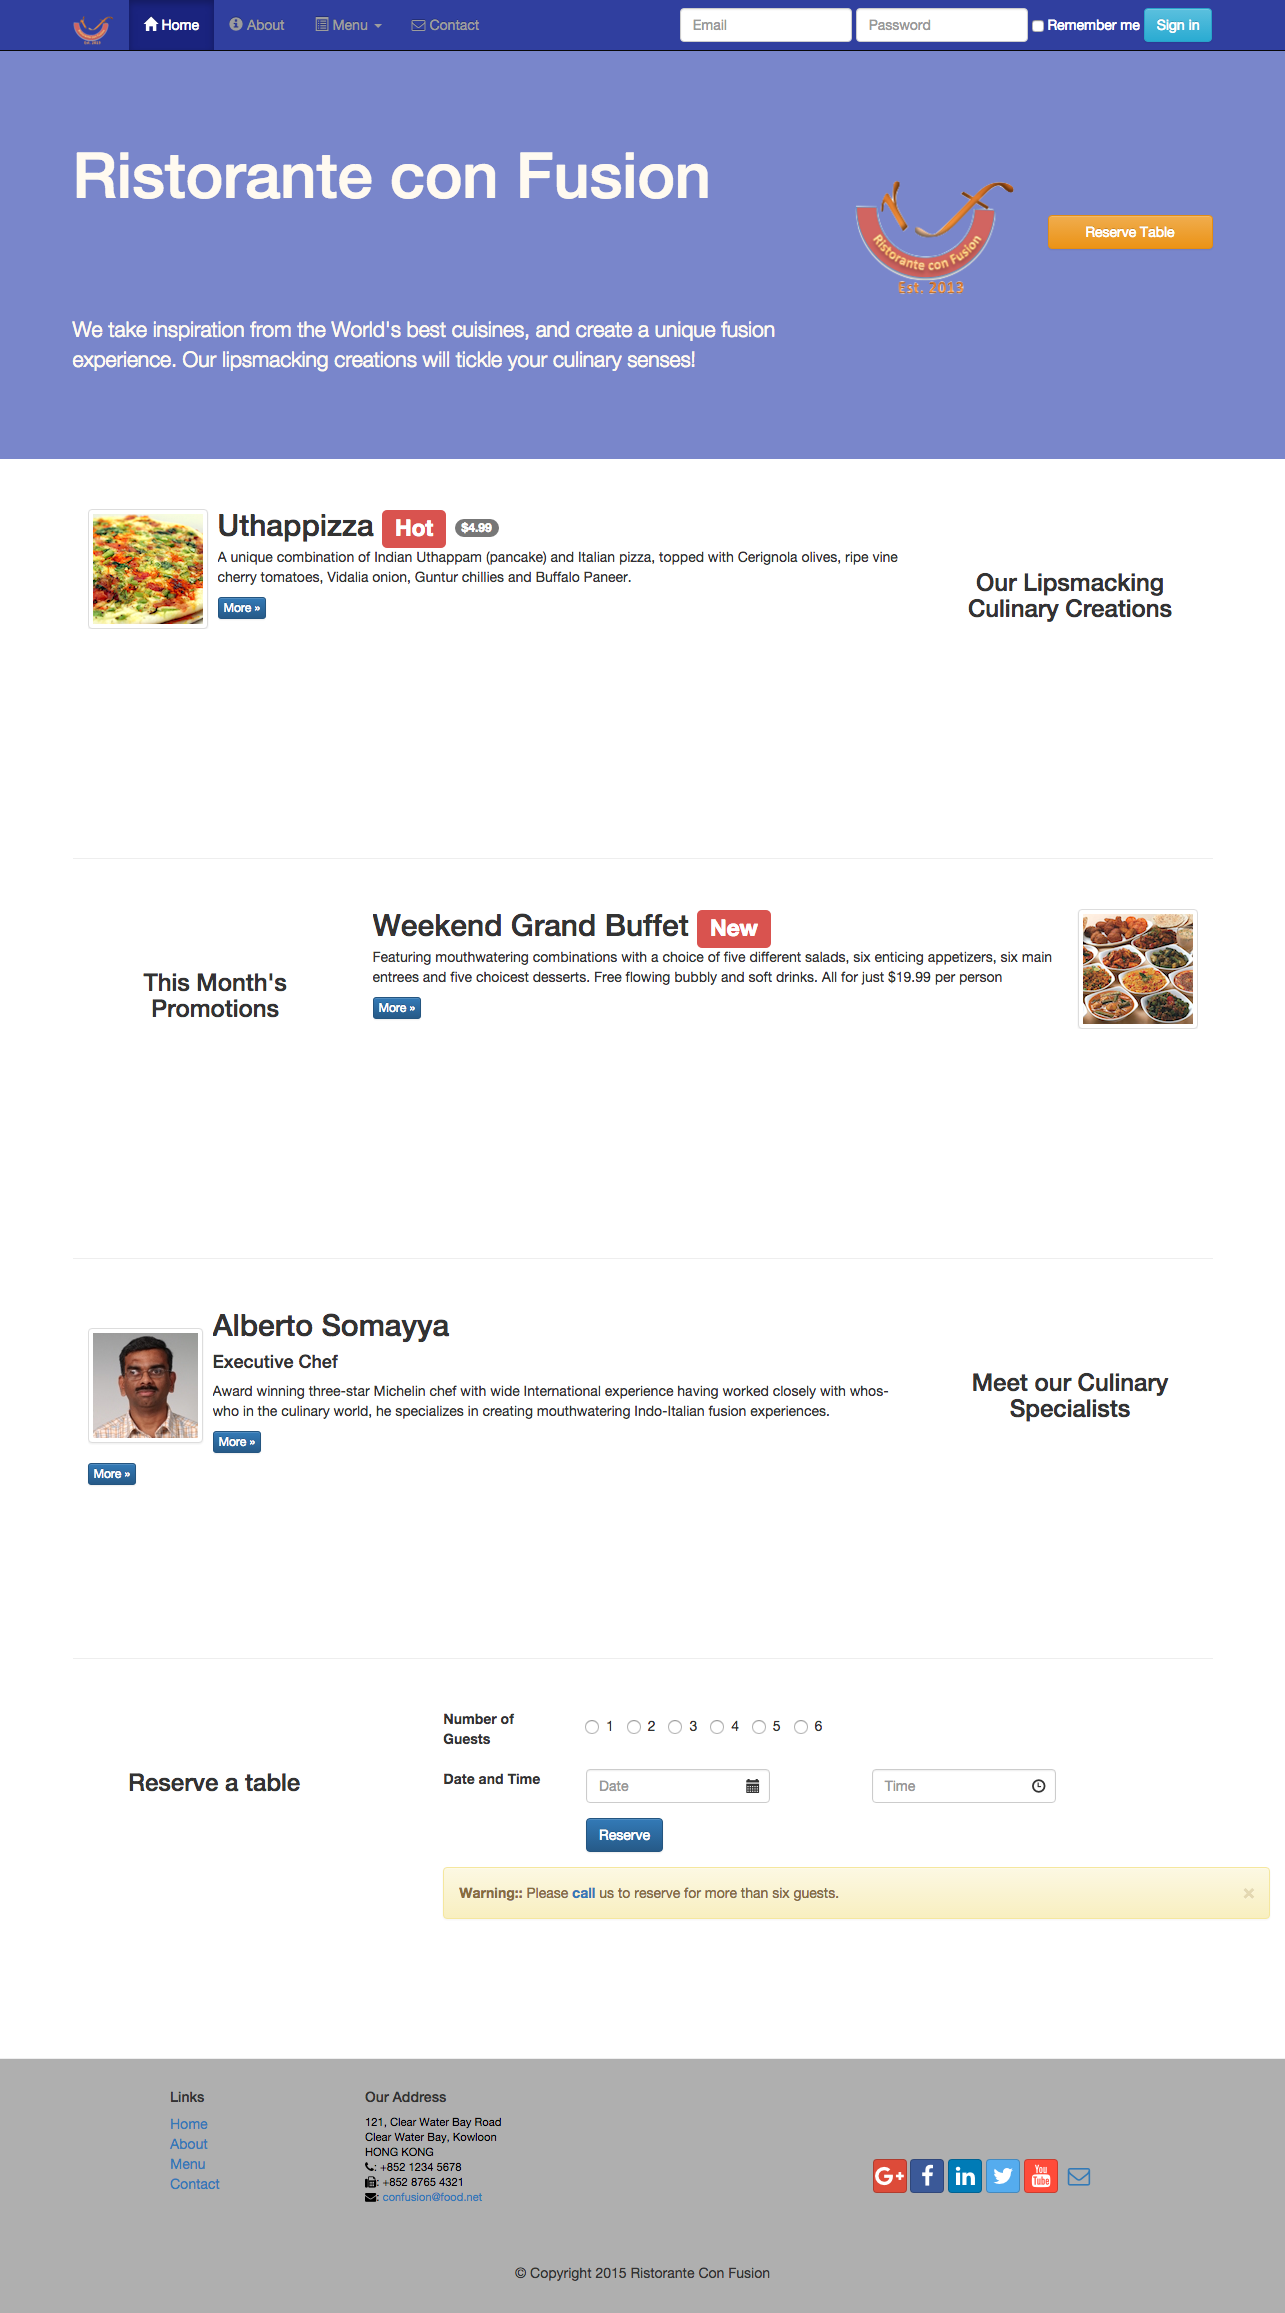 Home About Menu Contact Email Password Remember me Sign in
Ristorante con Fusion
Ristorante con Fusion
Est. 2013
Reserve Table
We take inspiration from the World's best cuisines, and create a unique fusion
experience. Our lipsmacking creations will tickle your culinary senses!
Uthappizza Hot $4.99
A unique combination of Indian Uthappam (pancake) and Italian pizza, topped with Cerignola olives, ripe vine
cherry tomatoes, Vidalia onion, Guntur chillies and Buffalo Paneer.
More »
Our Lipsmacking
Culinary Creations
This Month's
Promotions
Weekend Grand Buffet New
Featuring mouthwatering combinations with a choice of five different salads, six enticing appetizers, six main
entrees and five choicest desserts. Free flowing bubbly and soft drinks. All for just $19.99 per person
More »
Alberto Somayya
Executive Chef
Award winning three-star Michelin chef with wide International experience having worked closely with whos-
who in the culinary world, he specializes in creating mouthwatering Indo-Italian fusion experiences.
More »
More »
Meet our Culinary
Specialists
Reserve a table
Number of
Guests
1 2 3 4 5 6
Date and Time
Date
Time
Reserve
Warning:: Please call us to reserve for more than six guests. ×
Links
Home
About
Menu
Contact
Our Address
121, Clear Water Bay Road
Clear Water Bay, Kowloon
HONG KONG
: +852 1234 5678
: +852 8765 4321
: confusion@food.net
G+ f in You Tube
© Copyright 2015 Ristorante Con Fusion